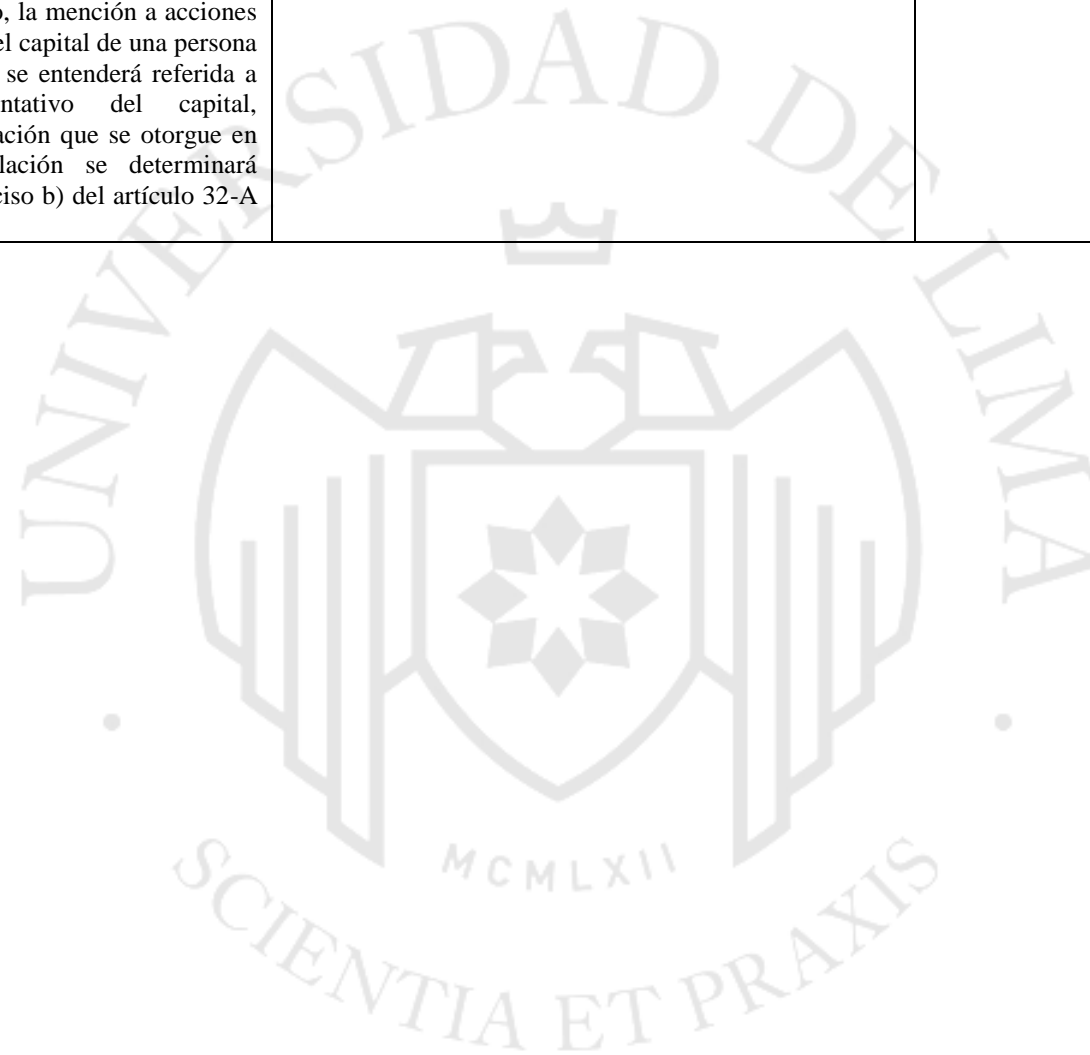 o, la mención a acciones
el capital de una persona
se entenderá referida a
ntativo del capital,
ación que se otorgue en
lación se determinará
ciso b) del artículo 32-A
UNIVERSIDAD DE LIMA
MCMLXII
SCIENTIA ET PRAXIS